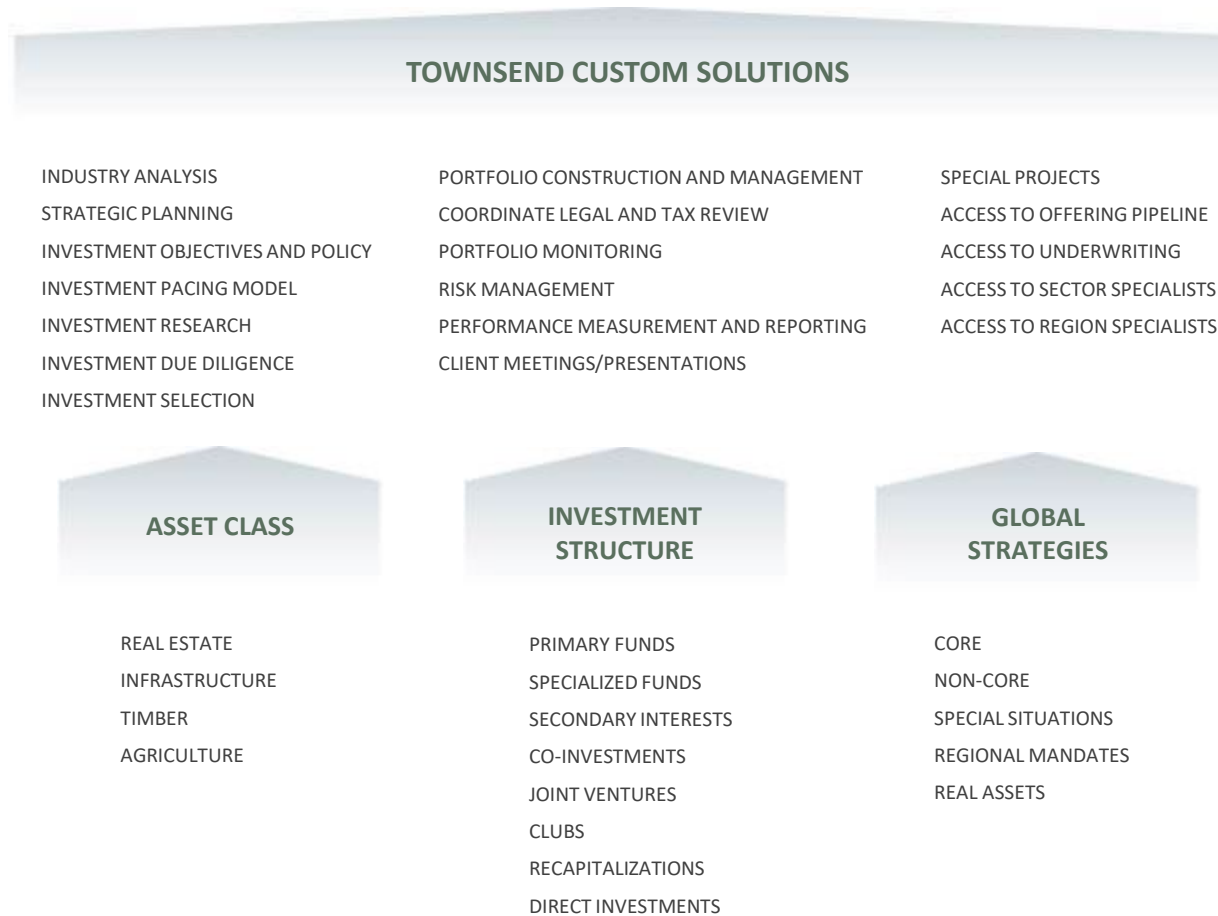 TOWNSEND CUSTOM SOLUTIONS
INDUSTRY ANALYSIS
STRATEGIC PLANNING
INVESTMENT OBJECTIVES AND POLICY
INVESTMENT PACING MODEL
INVESTMENT RESEARCH
INVESTMENT DUE DILIGENCE
INVESTMENT SELECTION
PORTFOLIO CONSTRUCTION AND MANAGEMENT
COORDINATE LEGAL AND TAX REVIEW
PORTFOLIO MONITORING
RISK MANAGEMENT
PERFORMANCE MEASUREMENT AND REPORTING
CLIENT MEETINGS/PRESENTATIONS
SPECIAL PROJECTS
ACCESS TO OFFERING PIPELINE
ACCESS TO UNDERWRITING
ACCESS TO SECTOR SPECIALISTS
ACCESS TO REGION SPECIALISTS
ASSET CLASS
REAL ESTATE
INFRASTRUCTURE
TIMBER
AGRICULTURE
INVESTMENT
STRUCTURE
PRIMARY FUNDS
SPECIALIZED FUNDS
SECONDARY INTERESTS
CO-INVESTMENTS
JOINT VENTURES
CLUBS
RECAPITALIZATIONS
DIRECT INVESTMENTS
GLOBAL
STRATEGIES
CORE
NON-CORE
SPECIAL SITUATIONS
REGIONAL MANDATES
REAL ASSETS